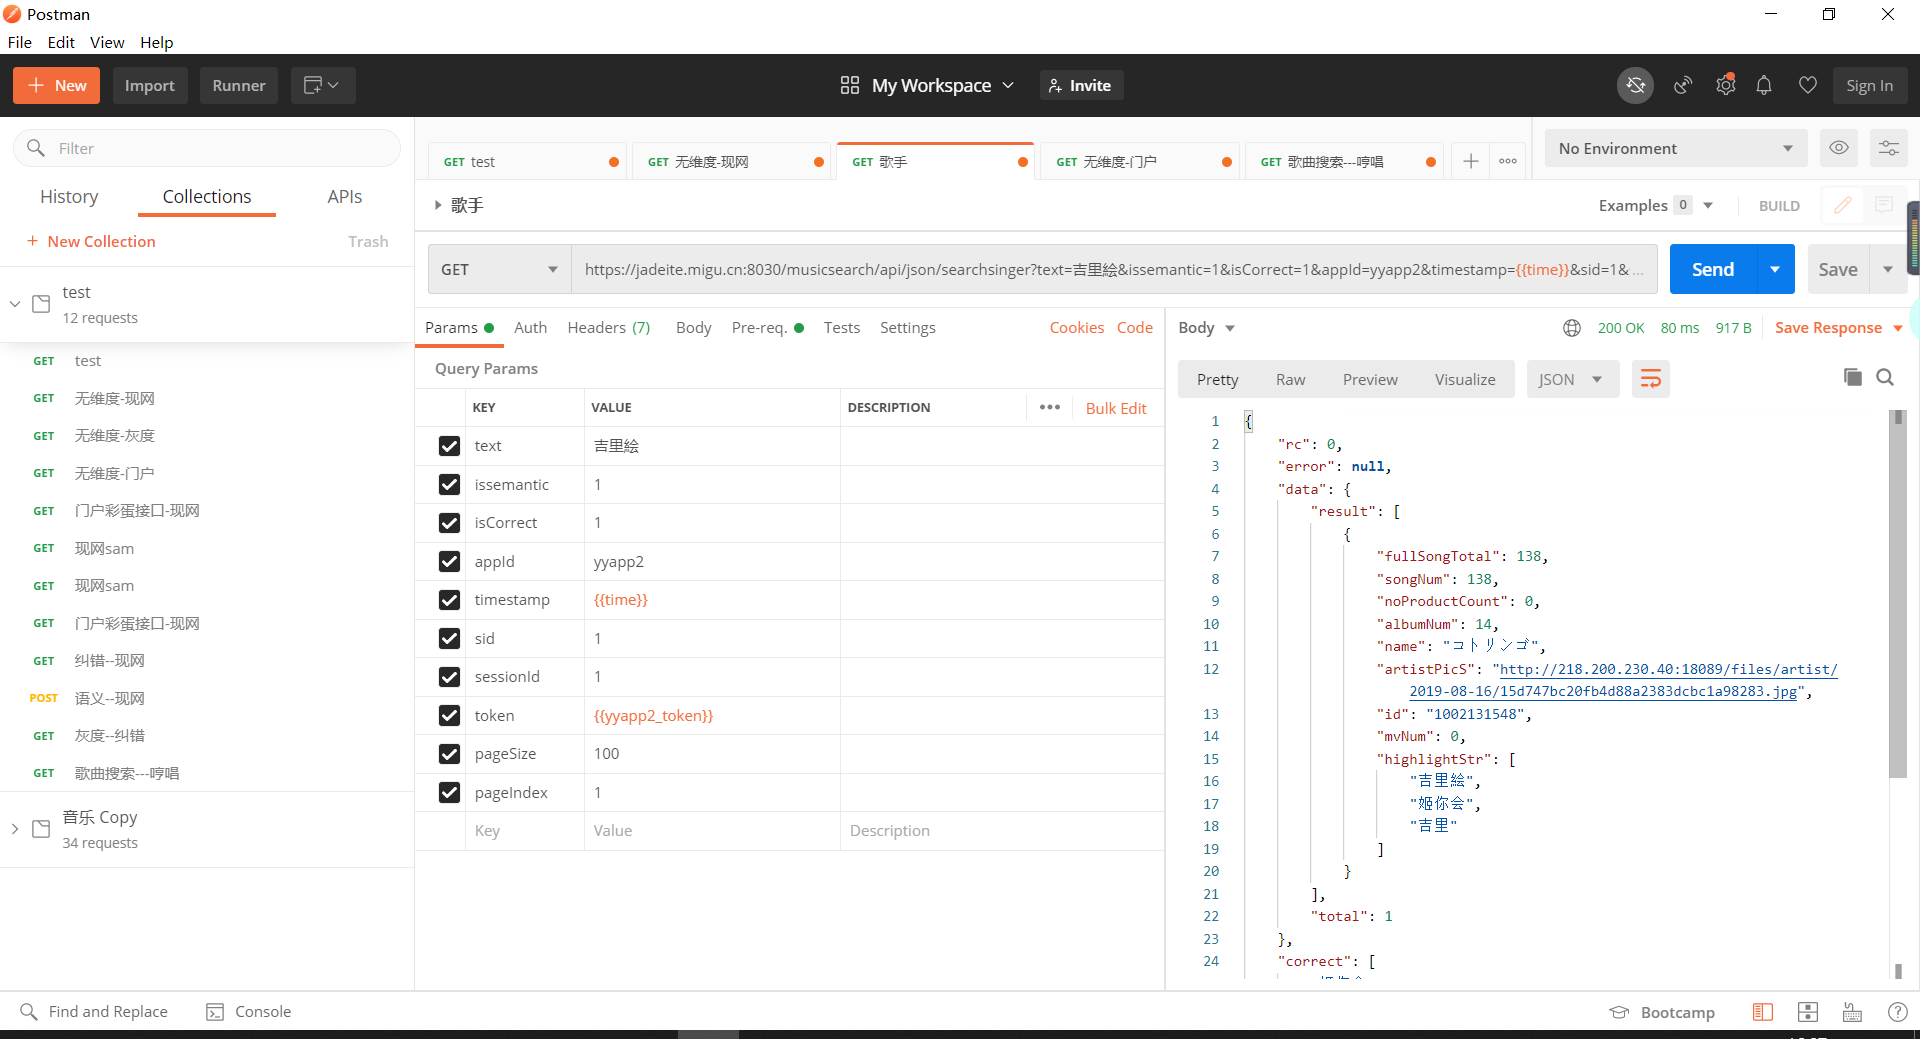 Postman
File Edit View Help
New Import Runner My Workspace Invite Sign In
Filter
History Collections APIs
+ New Collection Trash
test
12 requests
GET test
GET 无维度-现网
GET 无维度-灰度
GET 无维度-门户
GET 门户彩蛋接口-现网
GET 现网sam
GET 现网sam
GET 门户彩蛋接口-现网
GET 纠错--现网
POST 语义--现网
GET 灰度--纠错
GET 歌曲搜索---哼唱
音乐 Copy
34 requests
GET test GET 无维度-现网 GET 歌手 GET 无维度-门户 GET 歌曲搜索---哼唱
No Environment
歌手
Examples 0 BUILD
GET https://jadeite.migu.cn:8030/musicsearch/api/json/searchsinger?text=吉里絵&issemantic=1&isCorrect=1&appId=yyapp2&timestamp={{time}}&sid=1&...
Send Save
Params Auth Headers (7) Body Pre-req. Tests Settings Cookies Code
Query Params
KEY VALUE DESCRIPTION ••• Bulk Edit
text 吉里絵
issemantic 1
isCorrect 1
appId yyapp2
timestamp {{time}}
sid 1
sessionId 1
token {{yyapp2_token}}
pageSize 100
pageIndex 1
Key Value Description
Body 200 OK 80 ms 917 B Save Response
Pretty Raw Preview Visualize JSON
1 {
2 "rc": 0,
3 "error": null,
4 "data": {
5 "result": [
6 {
7 "fullSongTotal": 138,
8 "songNum": 138,
9 "noProductCount": 0,
10 "albumNum": 14,
11 "name": "コトリンゴ",
12 "artistPicS": "http://218.200.230.40:18089/files/artist/
2019-08-16/15d747bc20fb4d88a2383dcbc1a98283.jpg",
13 "id": "1002131548",
14 "mvNum": 0,
15 "highlightStr": [
16 "吉里絵",
17 "姬你会",
18 "吉里"
19 ]
20 }
21 ],
22 "total": 1
23 },
24 "correct": [
Find and Replace Console
Bootcamp